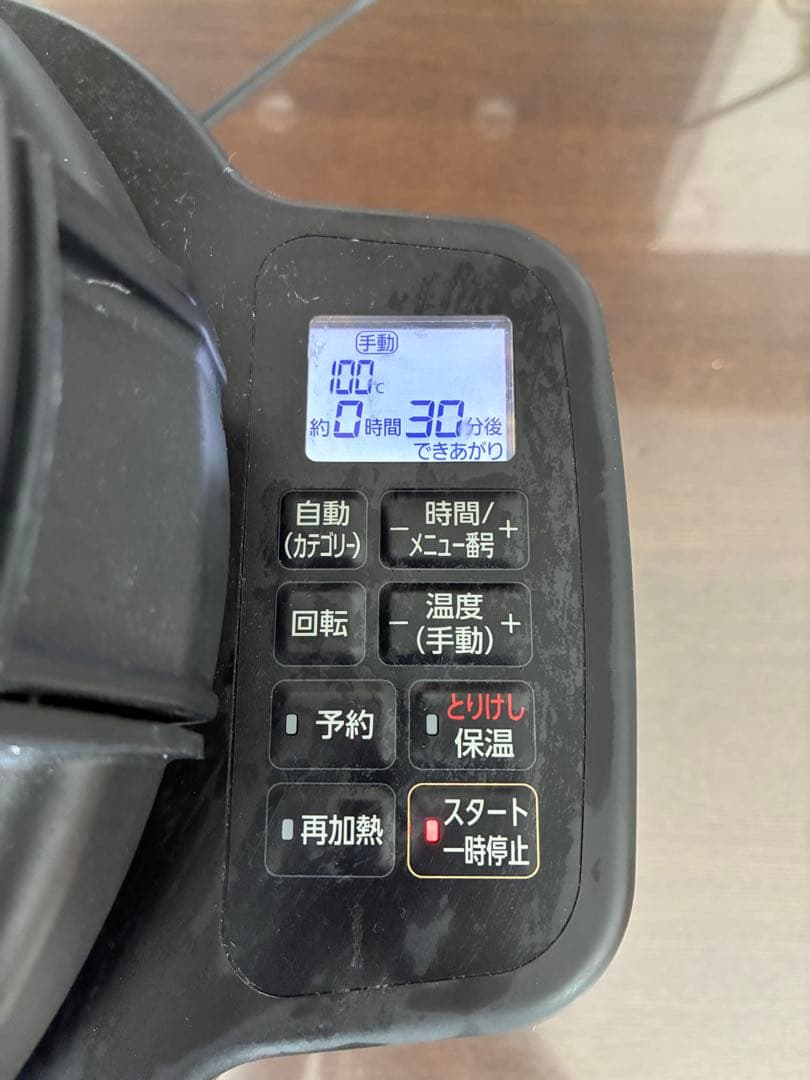 手動
100℃
約0時間30分後
できあがり
自動
(カテゴリー)
− 時間/
メニュー番号 +
回転
− 温度
(手動) +
予約
とりけし
保温
再加熱
スタート
一時停止